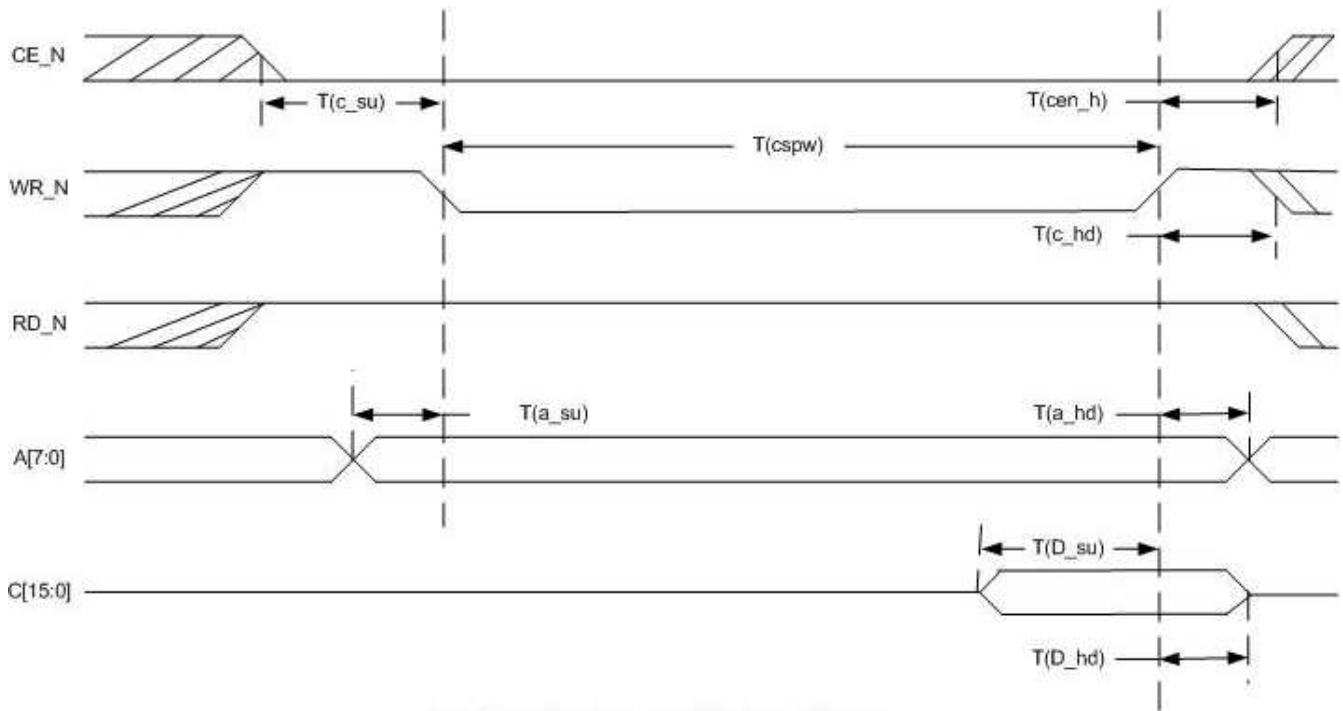 CE_N
T(c_su)
T(cen_h)
T(cspw)
WR_N
T(c_hd)
RD_N
T(a_su)
T(a_hd)
A[7:0]
T(D_su)
C[15:0]
T(D_hd)